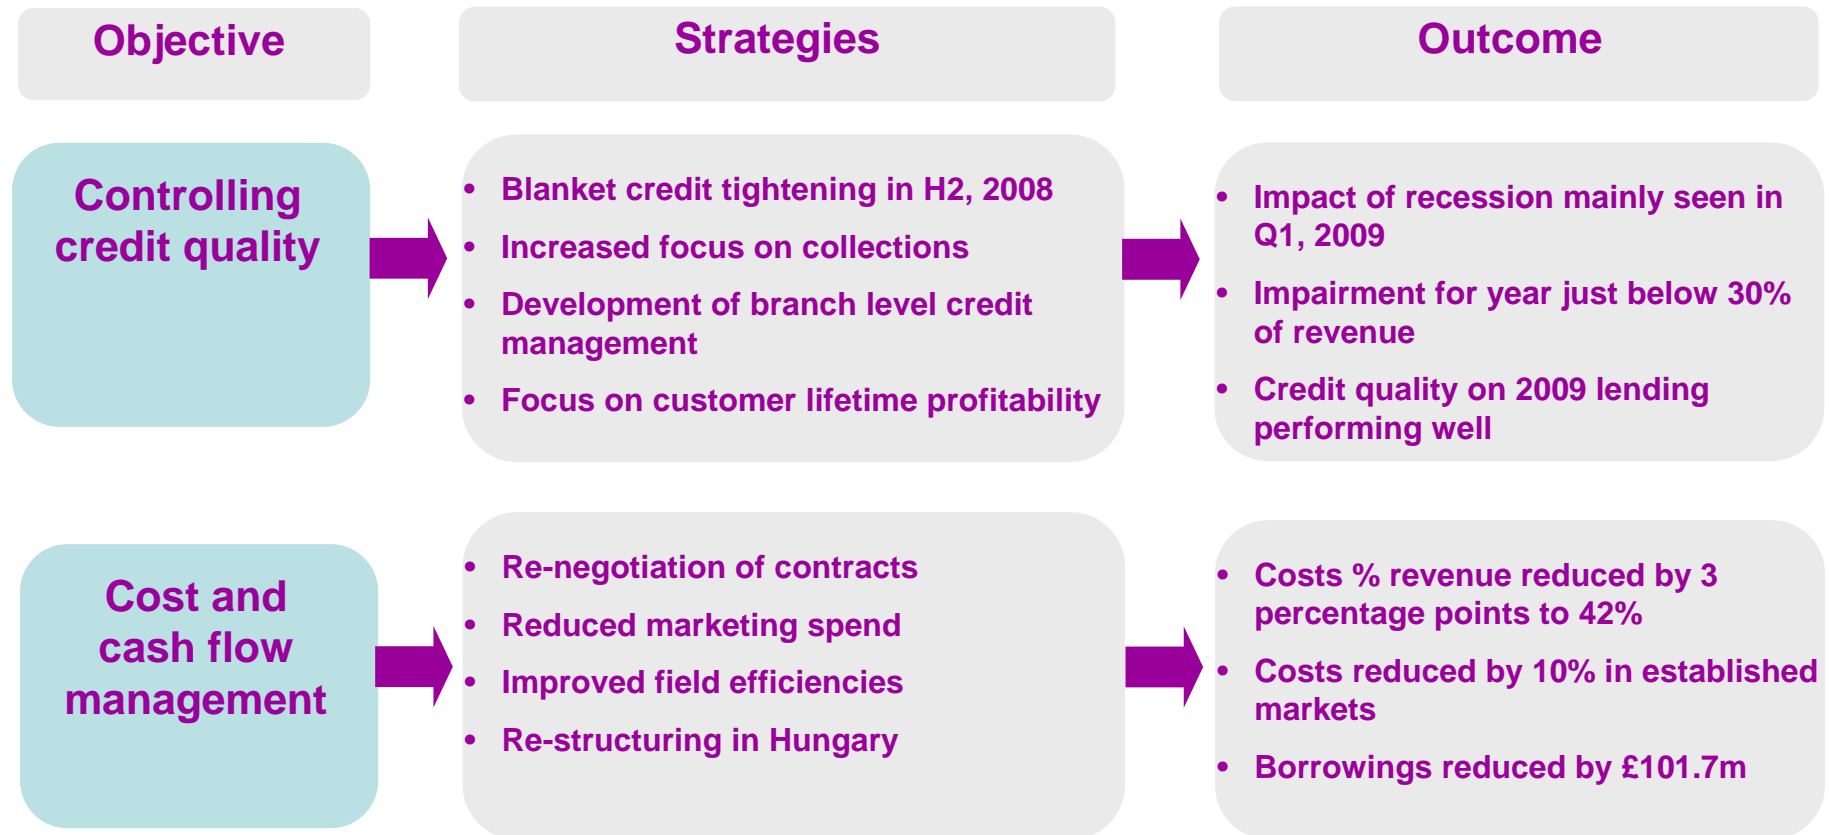 Objective
Strategies
Outcome
Controlling
credit quality
• Blanket credit tightening in H2, 2008
• Increased focus on collections
• Development of branch level credit
management
• Focus on customer lifetime profitability
• Impact of recession mainly seen in
Q1, 2009
• Impairment for year just below 30%
of revenue
• Credit quality on 2009 lending
performing well
Cost and
cash flow
management
• Re-negotiation of contracts
• Reduced marketing spend
• Improved field efficiencies
• Re-structuring in Hungary
• Costs % revenue reduced by 3
percentage points to 42%
• Costs reduced by 10% in established
markets
• Borrowings reduced by £101.7m